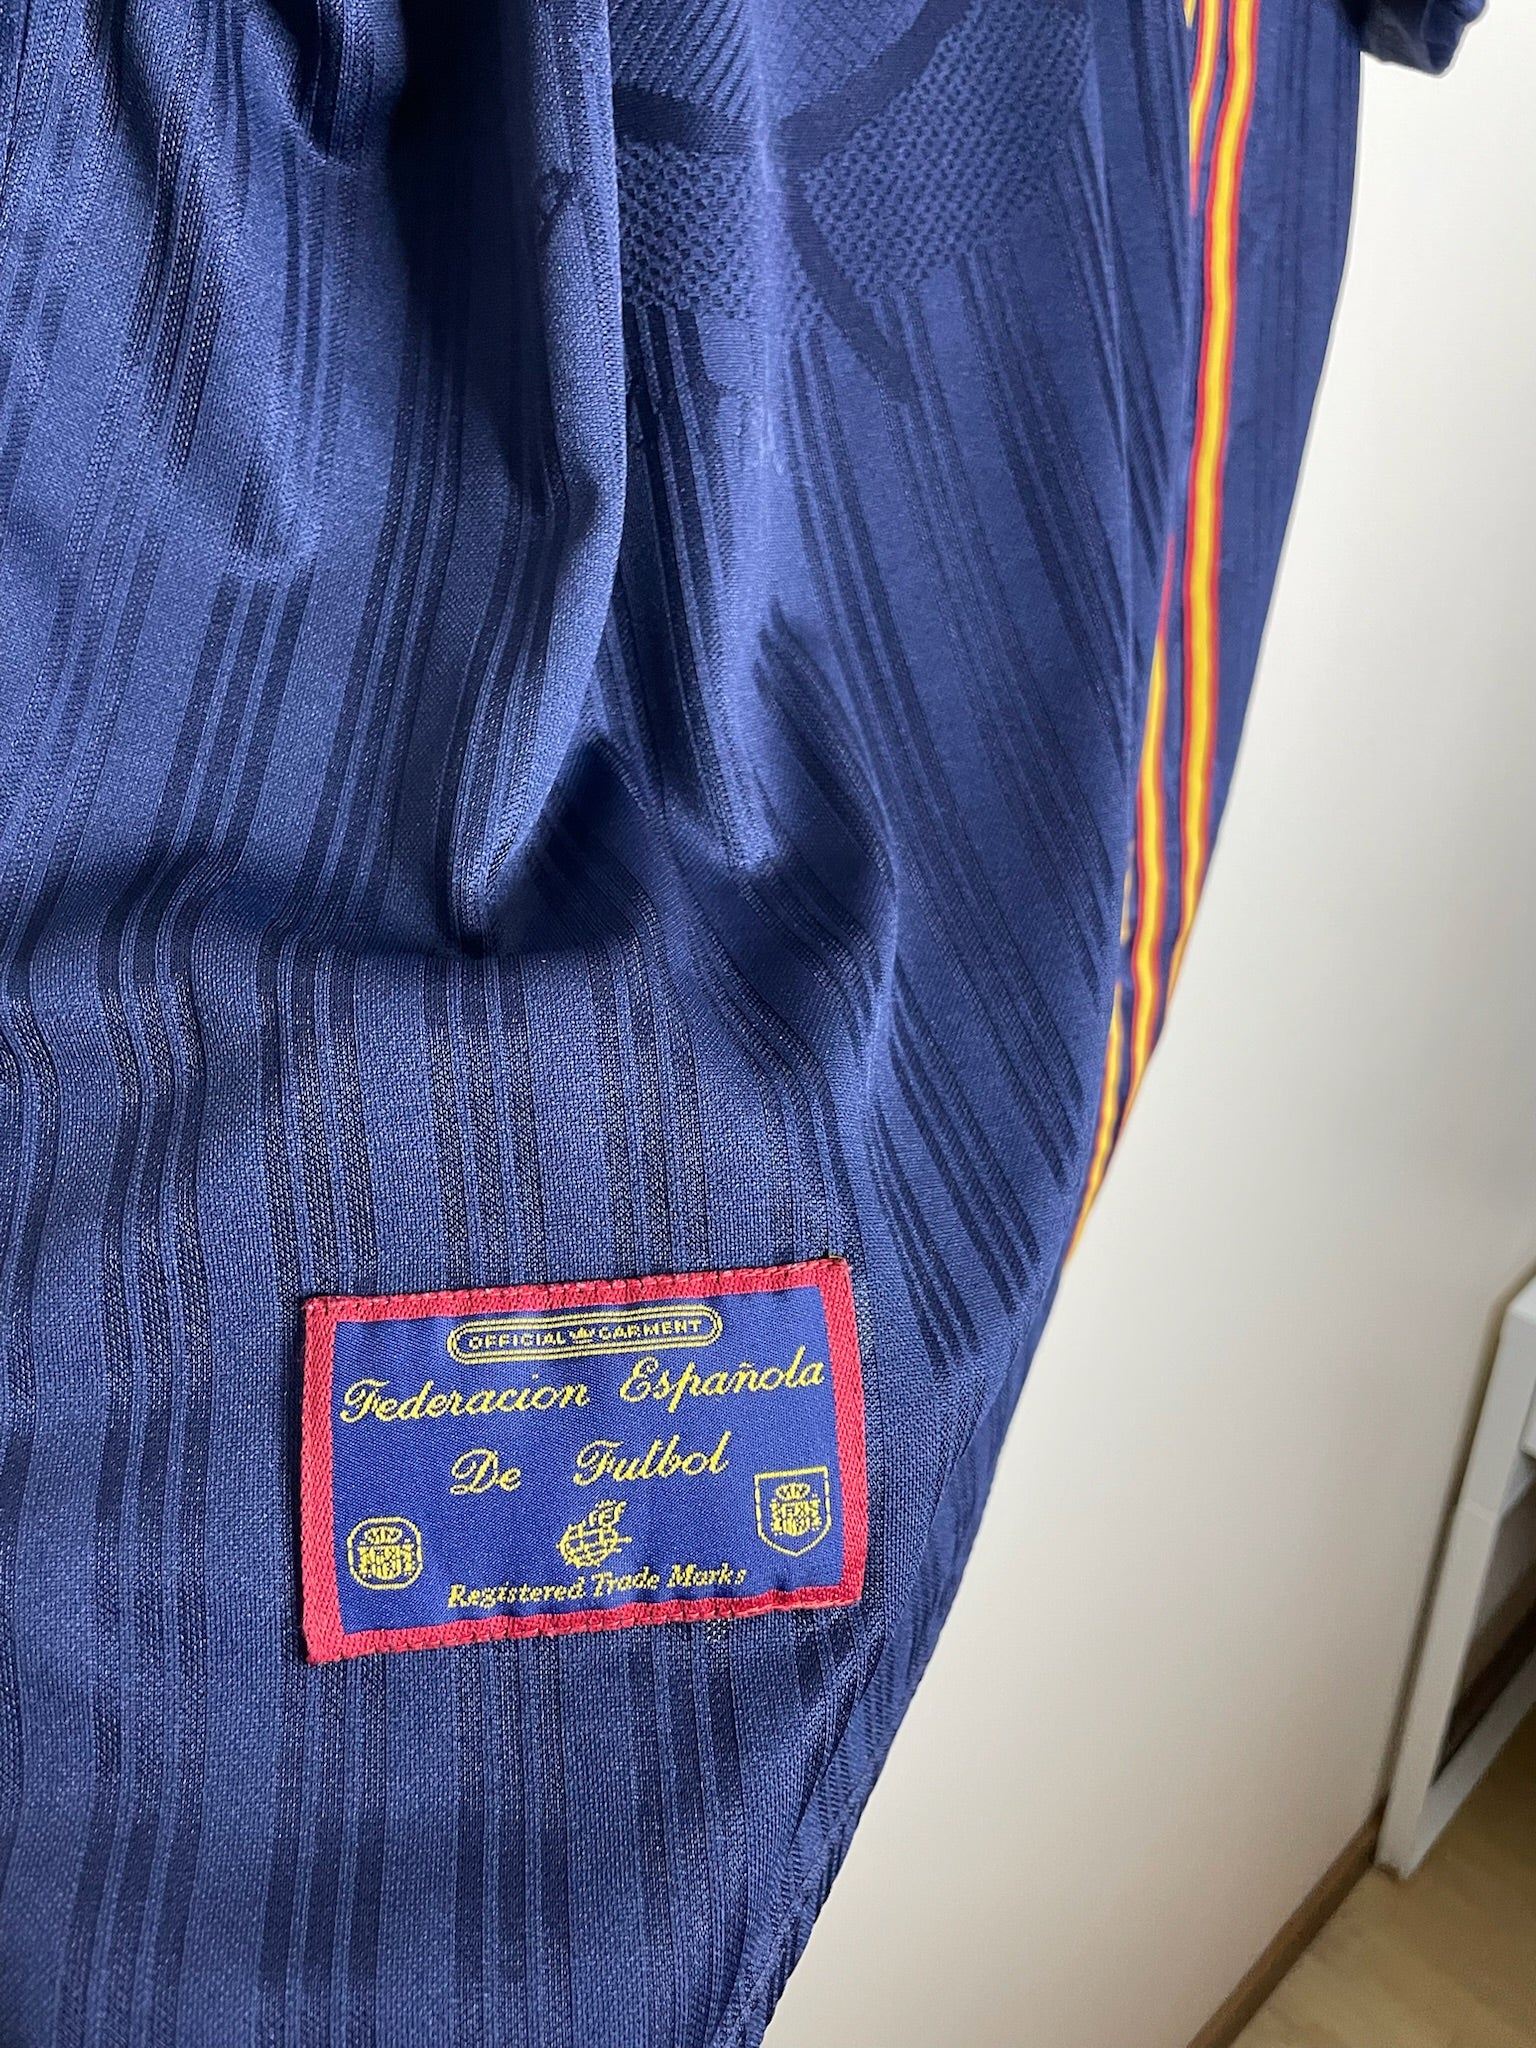 OFFICIAL GARMENT
Federacion Española
De Futbol
Registered Trade Marks